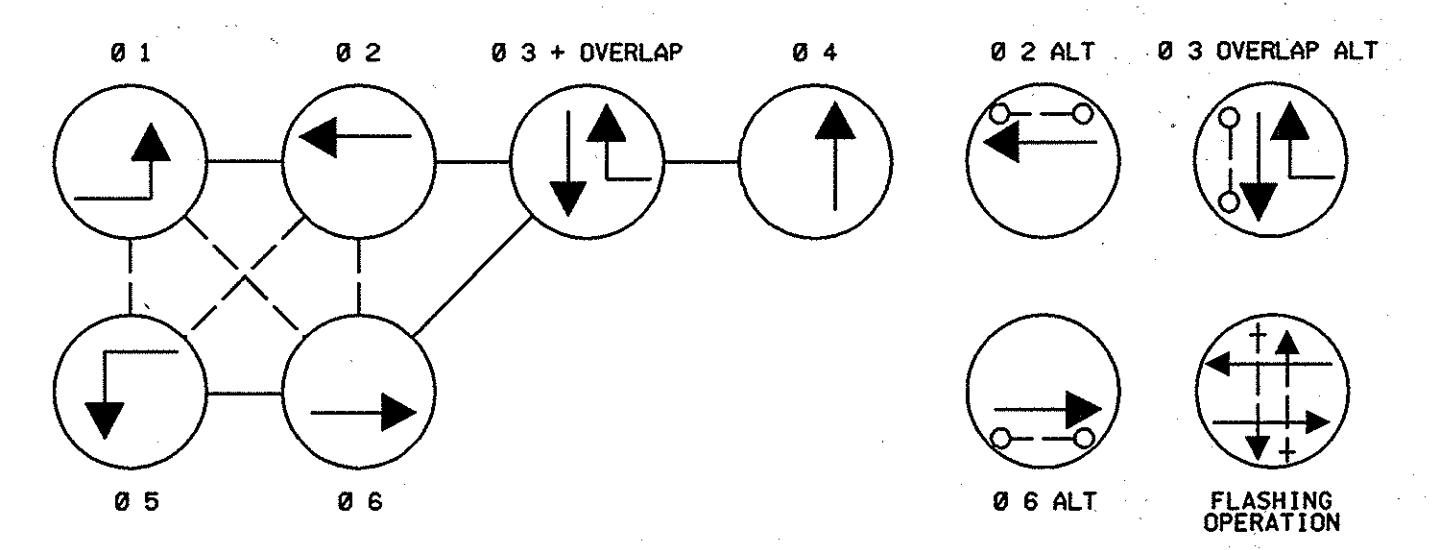 Ø 1
Ø 2
Ø 3 + OVERLAP
Ø 4
Ø 2 ALT
Ø 3 OVERLAP ALT
Ø 5
Ø 6
Ø 6 ALT
FLASHING
OPERATION